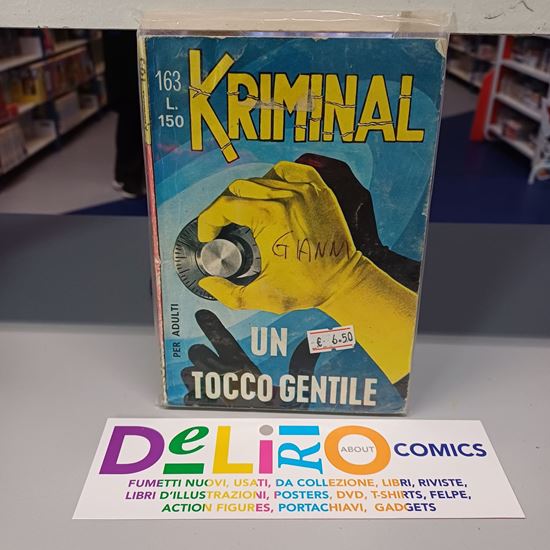 163
KRIMINAL
L.
150
GIANNI
PER ADULTI
UN
€ 6.50
TOCCO GENTILE
DeLiRiO ABOUT COMICS
FUMETTI NUOVI, USATI, DA COLLEZIONE, LIBRI, RIVISTE,
LIBRI D'ILLUSTRAZIONI, POSTERS, DVD, T-SHIRTS, FELPE,
ACTION FIGURES, PORTACHIAVI, GADGETS